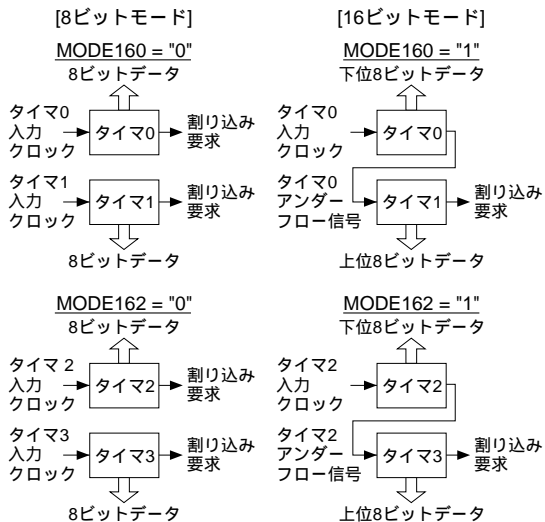 [8ビットモード]
[16ビットモード]
MODE160 = "0"
8ビットデータ
タイマ0
入力
クロック
タイマ0
割り込み
要求
タイマ1
入力
クロック
タイマ1
割り込み
要求
8ビットデータ
MODE160 = "1"
下位8ビットデータ
タイマ0
入力
クロック
タイマ0
タイマ0
アンダー
フロー信号
タイマ1
割り込み
要求
上位8ビットデータ
MODE162 = "0"
8ビットデータ
タイマ 2
入力
クロック
タイマ2
割り込み
要求
タイマ3
入力
クロック
タイマ3
割り込み
要求
8ビットデータ
MODE162 = "1"
下位8ビットデータ
タイマ2
入力
クロック
タイマ2
タイマ2
アンダー
フロー信号
タイマ3
割り込み
要求
上位8ビットデータ